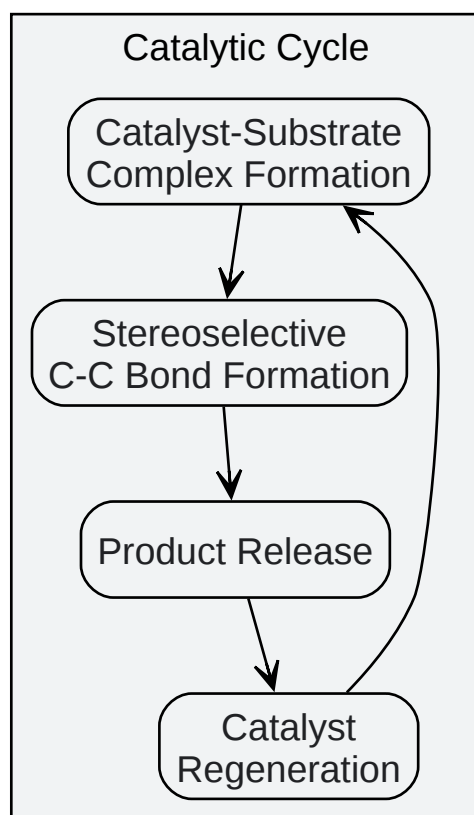 Catalytic Cycle
Catalyst-Substrate
Complex Formation
Stereoselective
C-C Bond Formation
Product Release
Catalyst
Regeneration